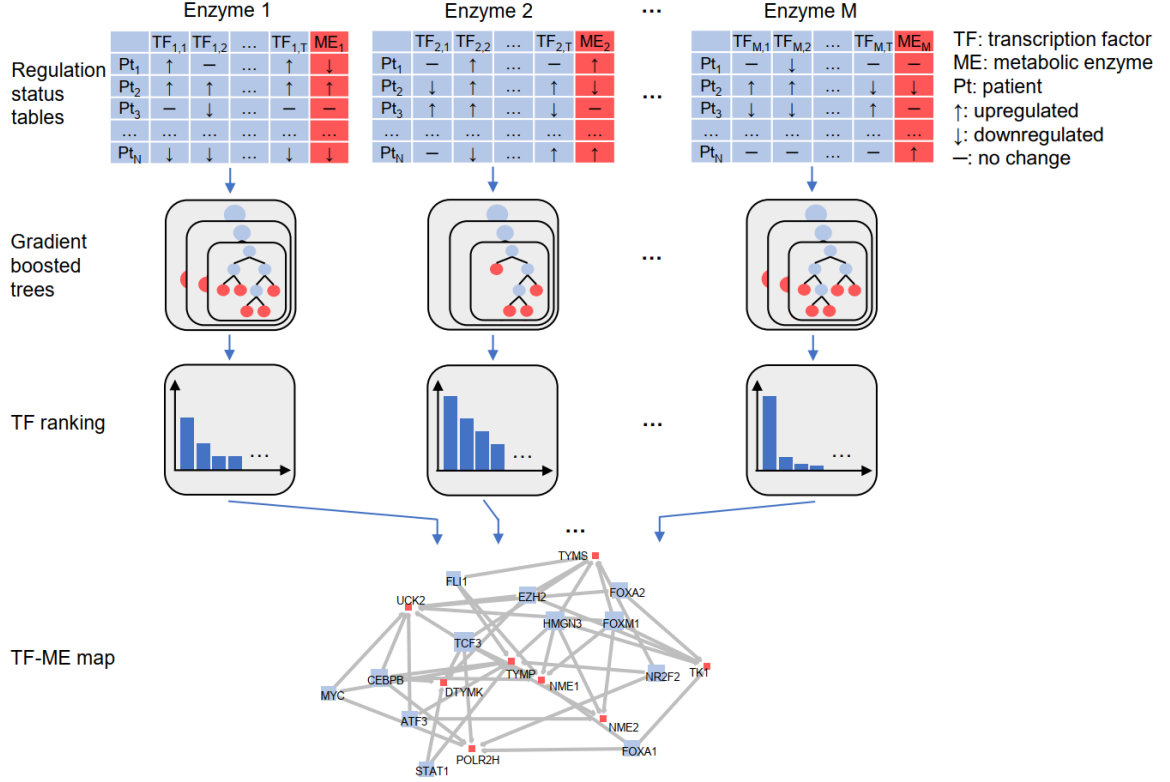 Enzyme 1 Enzyme 2 ... Enzyme M
TF1,1 TF1,2 ... TF1,T ME1
Pt1 ↑ – ... ↑ ↓
Pt2 ↑ ↑ ... ↑ ↑
Pt3 – ↓ ... – –
... ... ... ... ... ...
PtN ↓ ↓ ... ↓ ↓
TF2,1 TF2,2 ... TF2,T ME2
Pt1 – ↑ ... – ↑
Pt2 ↓ ↑ ... ↑ ↓
Pt3 ↑ ↑ ... ↓ –
... ... ... ... ... ...
PtN – ↓ ... ↑ ↑
TFM,1 TFM,2 ... TFM,T MEM
Pt1 – ↓ ... – –
Pt2 ↑ ↑ ... ↓ ↓
Pt3 ↓ ↓ ... ↑ –
... ... ... ... ... ...
PtN – – ... – ↑
Regulation
status
tables
...
TF: transcription factor
ME: metabolic enzyme
Pt: patient
↑: upregulated
↓: downregulated
–: no change
Gradient
boosted
trees
...
TF ranking
... ... ... ...
...
TF-ME map
TYMS
FLI1
EZH2
FOXA2
UCK2
HMGN3
FOXM1
TCF3
TYMP
TK1
CEBPB
NR2F2
NME1
DTYMK
MYC
ATF3
NME2
FOXA1
POLR2H
STAT1